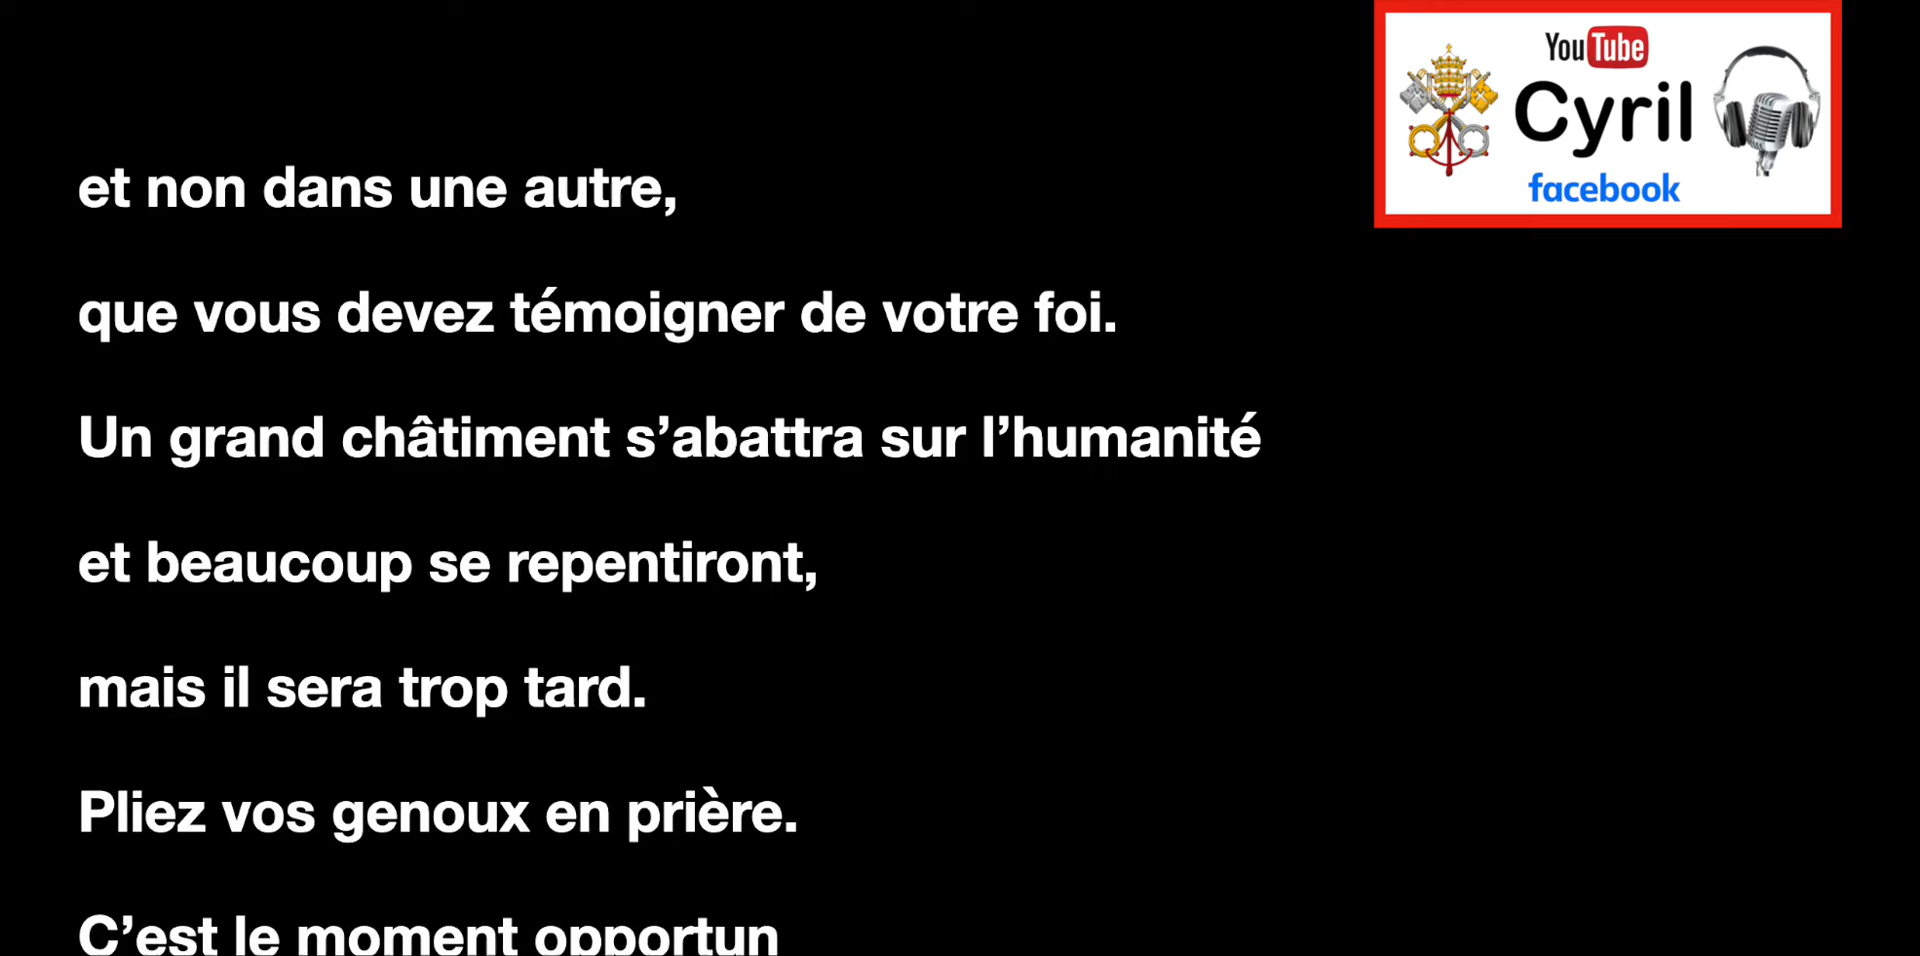 YouTube
Cyril
facebook
et non dans une autre,
que vous devez témoigner de votre foi.
Un grand châtiment s’abattra sur l’humanité
et beaucoup se repentiront,
mais il sera trop tard.
Pliez vos genoux en prière.
C’est le moment opportun